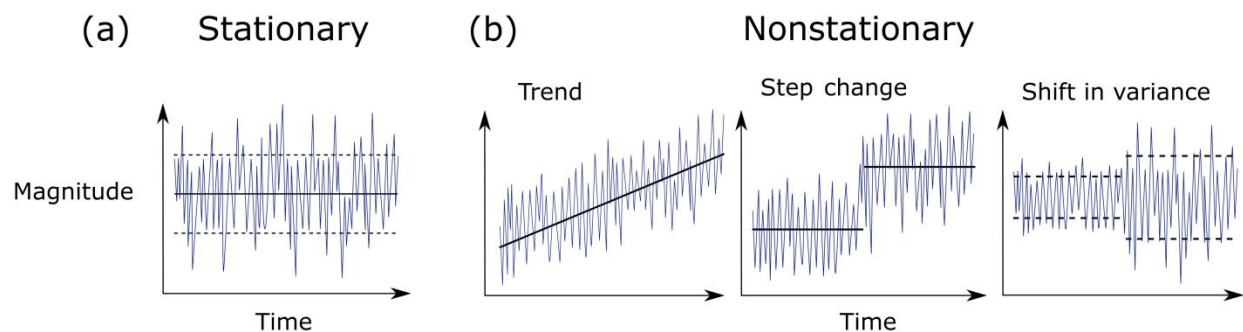 (a) Stationary
(b) Nonstationary
Trend
Step change
Shift in variance
Magnitude
Time
Time